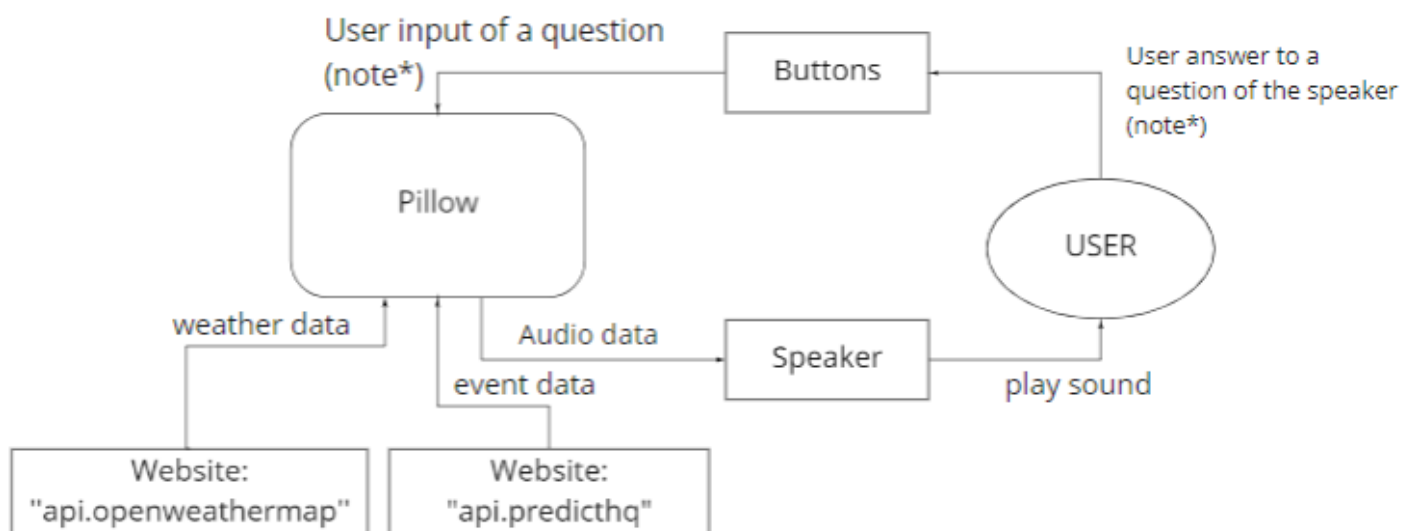 User input of a question
(note*)
Buttons
User answer to a
question of the speaker
(note*)
Pillow
USER
weather data
Audio data
Speaker
event data
play sound
Website:
"api.openweathermap"
Website:
"api.predicthq"